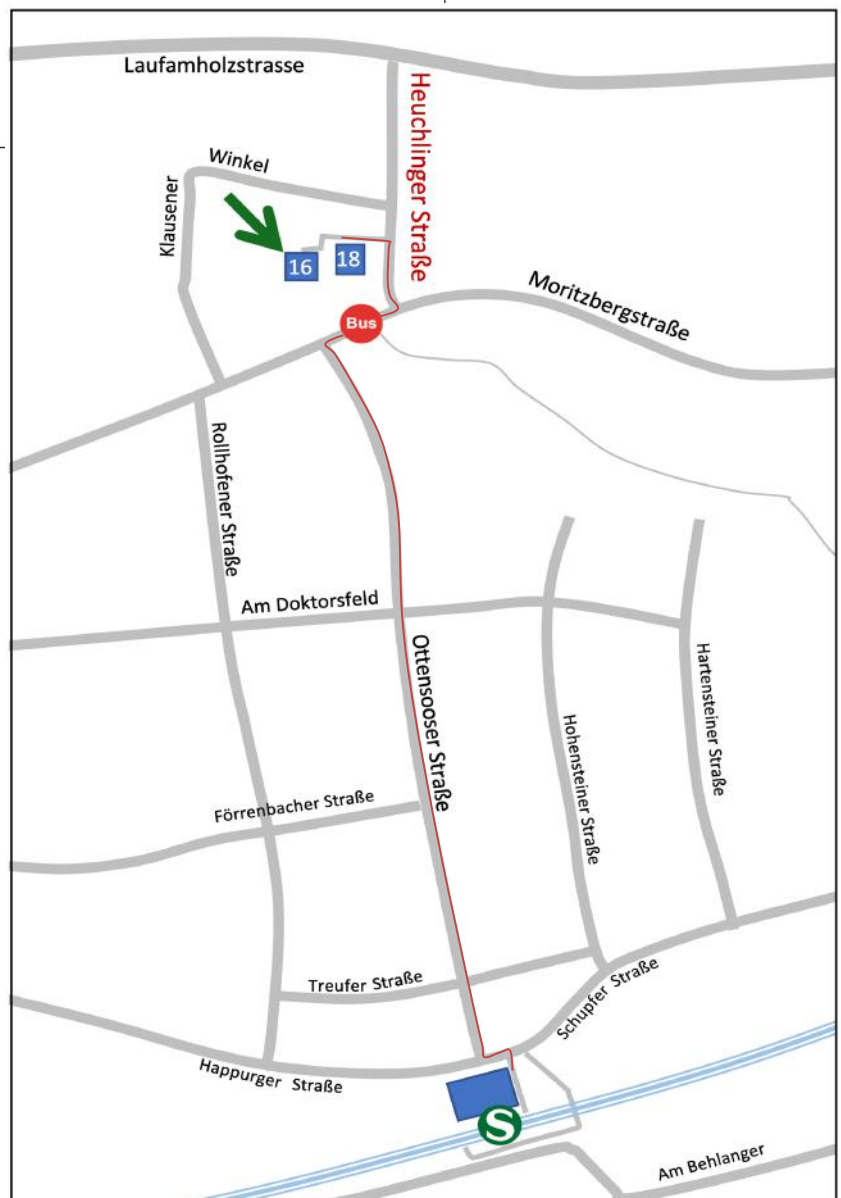 Laufamholzstrasse
Heuchlinger Straße
Winkel
Klausener
16
18
Moritzbergstraße
Bus
Rollhofener Straße
Am Doktorsfeld
Ottensooser Straße
Hartensteiner Straße
Hohensteiner Straße
Förrenbacher Straße
Treufer Straße
Schupfer Straße
Happurger Straße
S
Am Behlanger